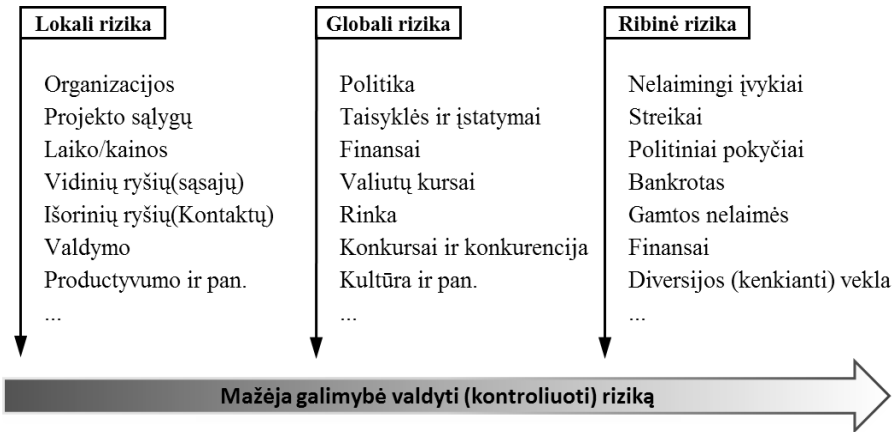 Lokali rizika
Organizacijos
Projekto sąlygų
Laiko/kainos
Vidinių ryšių(sąsajų)
Išorinių ryšių(Kontaktų)
Valdymo
Productyvumo ir pan.
...
Globali rizika
Politika
Taisyklės ir įstatymai
Finansai
Valiutų kursai
Rinka
Konkursai ir konkurencija
Kultūra ir pan.
...
Ribinė rizika
Nelaimingi įvykiai
Streikai
Politiniai pokyčiai
Bankrotas
Gamtos nelaimės
Finansai
Diversijos (kenkianti) vekla
...
Mažėja galimybė valdyti (kontroliuoti) riziką